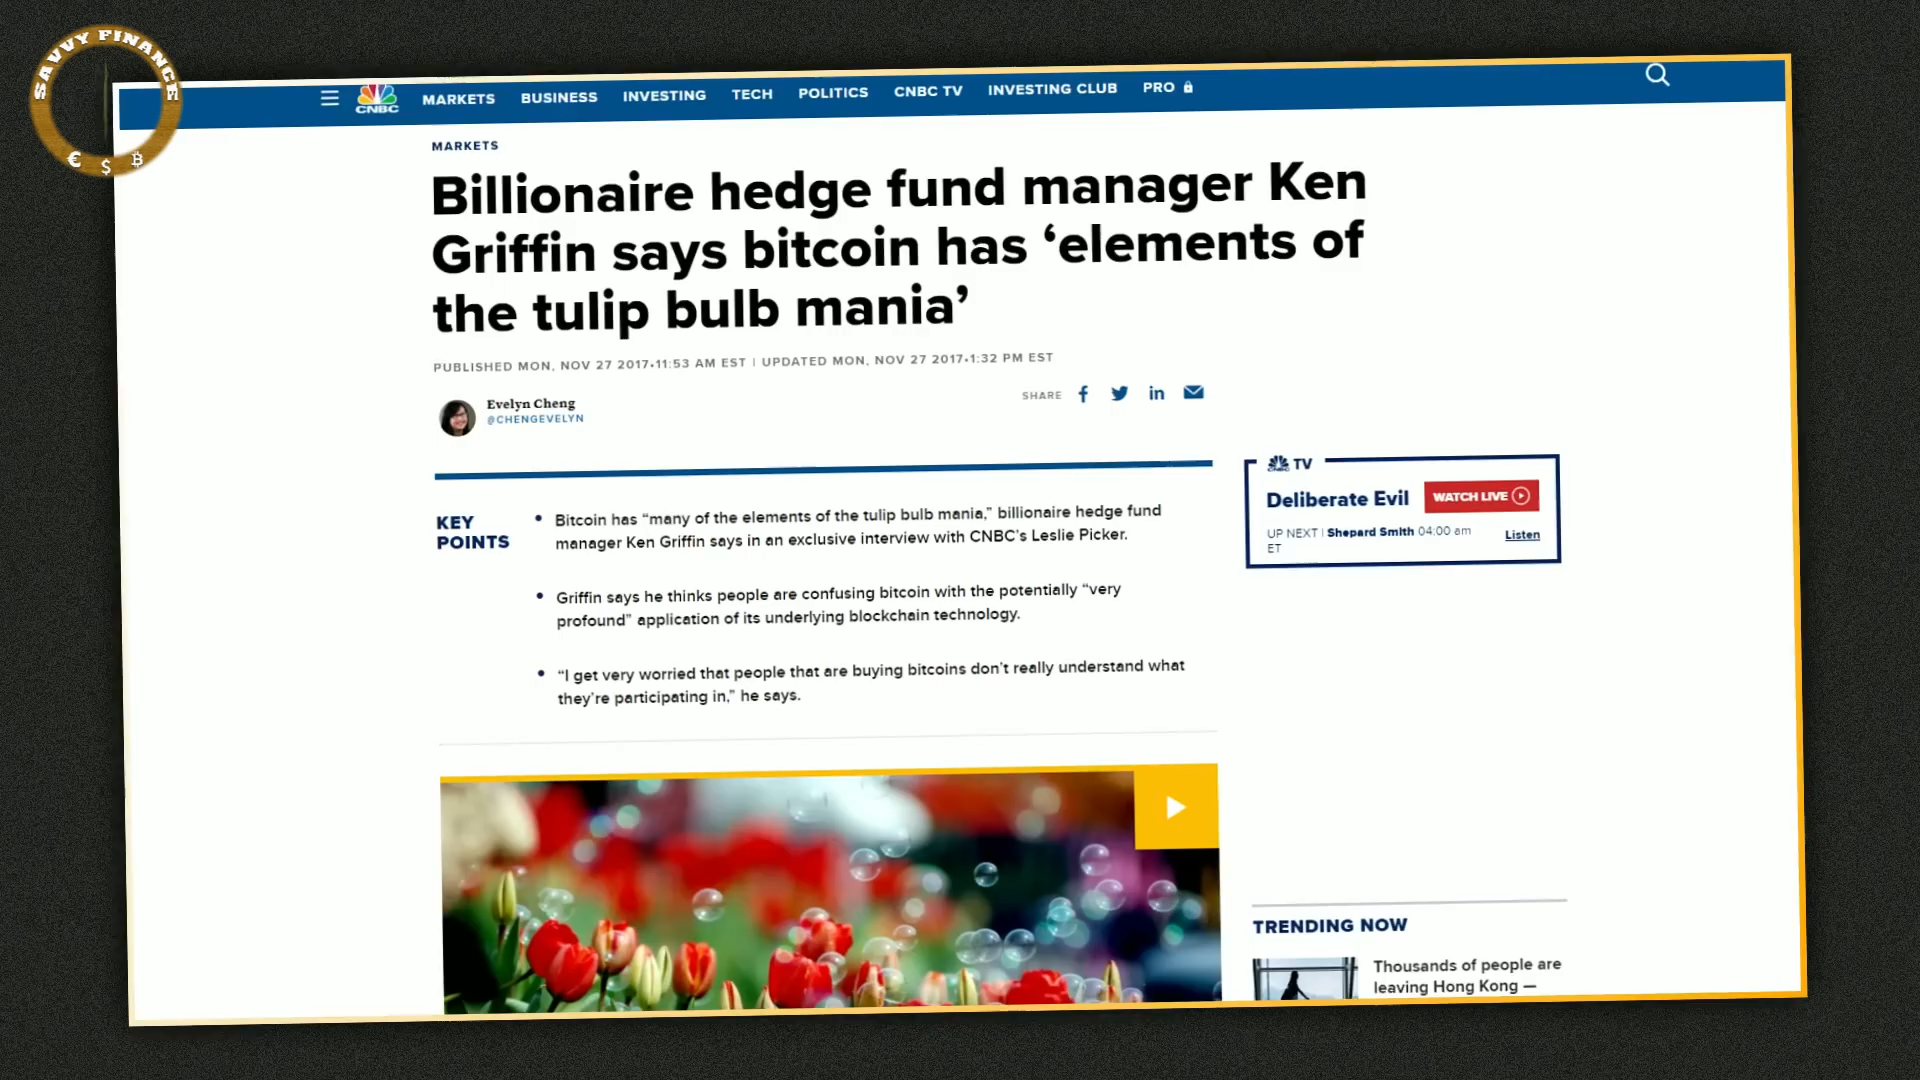 SAVVY FINANCE
€ $ ₿
CNBC MARKETS BUSINESS INVESTING TECH POLITICS CNBC TV INVESTING CLUB PRO
MARKETS
Billionaire hedge fund manager Ken
Griffin says bitcoin has ‘elements of
the tulip bulb mania’
PUBLISHED MON, NOV 27 2017•11:53 AM EST | UPDATED MON, NOV 27 2017•1:32 PM EST
SHARE
Evelyn Cheng
@CHENGEVELYN
KEY
POINTS
• Bitcoin has “many of the elements of the tulip bulb mania,” billionaire hedge fund
manager Ken Griffin says in an exclusive interview with CNBC’s Leslie Picker.
• Griffin says he thinks people are confusing bitcoin with the potentially “very
profound” application of its underlying blockchain technology.
• “I get very worried that people that are buying bitcoins don’t really understand what
they’re participating in,” he says.
CNBC TV
Deliberate Evil WATCH LIVE
UP NEXT | Shepard Smith 04:00 am
ET
Listen
TRENDING NOW
Thousands of people are
leaving Hong Kong —